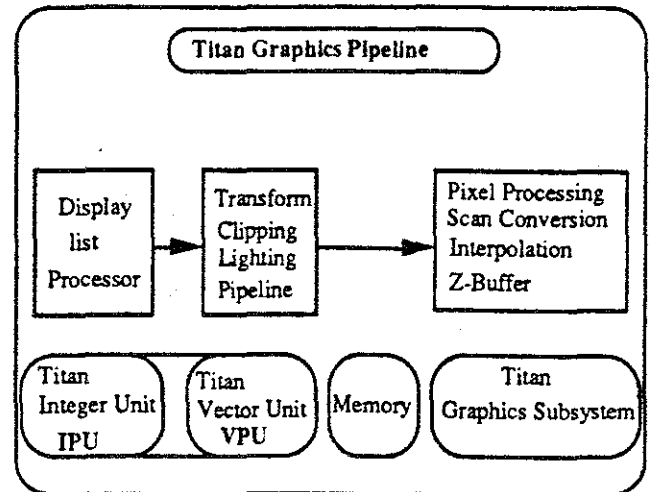 Titan Graphics Pipeline
Display
list
Processor
Transform
Clipping
Lighting
Pipeline
Pixel Processing
Scan Conversion
Interpolation
Z-Buffer
Titan
Integer Unit
IPU
Titan
Vector Unit
VPU
Memory
Titan
Graphics Subsystem